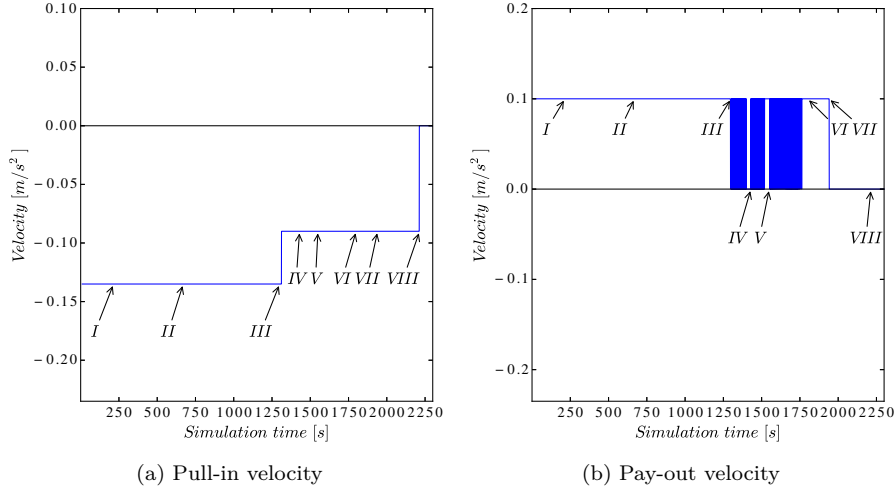 0.10
0.05
0.00
−0.05
−0.10
−0.15
−0.20
Velocity [m/s²]
I
II
III
IV V VI VII VIII
250 500 750 1000 1250 1500 1750 2000 2250
Simulation time [s]
(a) Pull-in velocity
0.2
0.1
0.0
−0.1
−0.2
Velocity [m/s²]
I
II
III
VI VII
IV V
VIII
250 500 750 1000 1250 1500 1750 2000 2250
Simulation time [s]
(b) Pay-out velocity